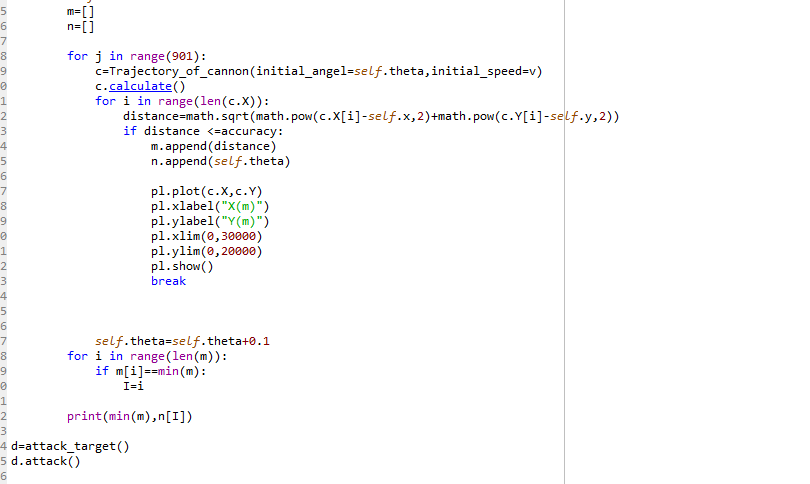 5 m=[]
6 n=[]
7
8 for j in range(901):
9 c=Trajectory_of_cannon(initial_angel=self.theta,initial_speed=v)
0 c.calculate()
1 for i in range(len(c.X)):
2 distance=math.sqrt(math.pow(c.X[i]-self.x,2)+math.pow(c.Y[i]-self.y,2))
3 if distance <=accuracy:
4 m.append(distance)
5 n.append(self.theta)
6
7 pl.plot(c.X,c.Y)
8 pl.xlabel("X(m)")
9 pl.ylabel("Y(m)")
0 pl.xlim(0,30000)
1 pl.ylim(0,20000)
2 pl.show()
3 break
4
5
6
7 self.theta=self.theta+0.1
8 for i in range(len(m)):
9 if m[i]==min(m):
0 I=i
1
2 print(min(m),n[I])
3
4 d=attack_target()
5 d.attack()
6